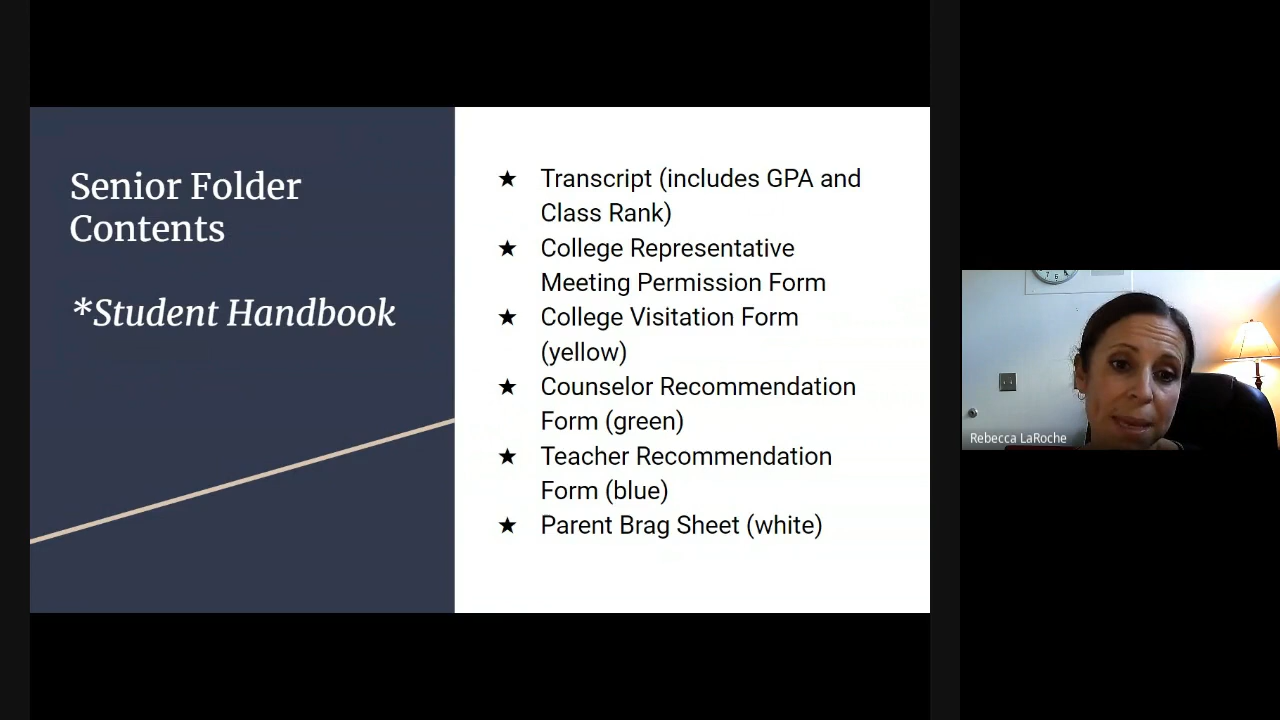 Senior Folder
Contents
*Student Handbook
★ Transcript (includes GPA and
Class Rank)
★ College Representative
Meeting Permission Form
★ College Visitation Form
(yellow)
★ Counselor Recommendation
Form (green)
★ Teacher Recommendation
Form (blue)
★ Parent Brag Sheet (white)
Rebecca LaRoche